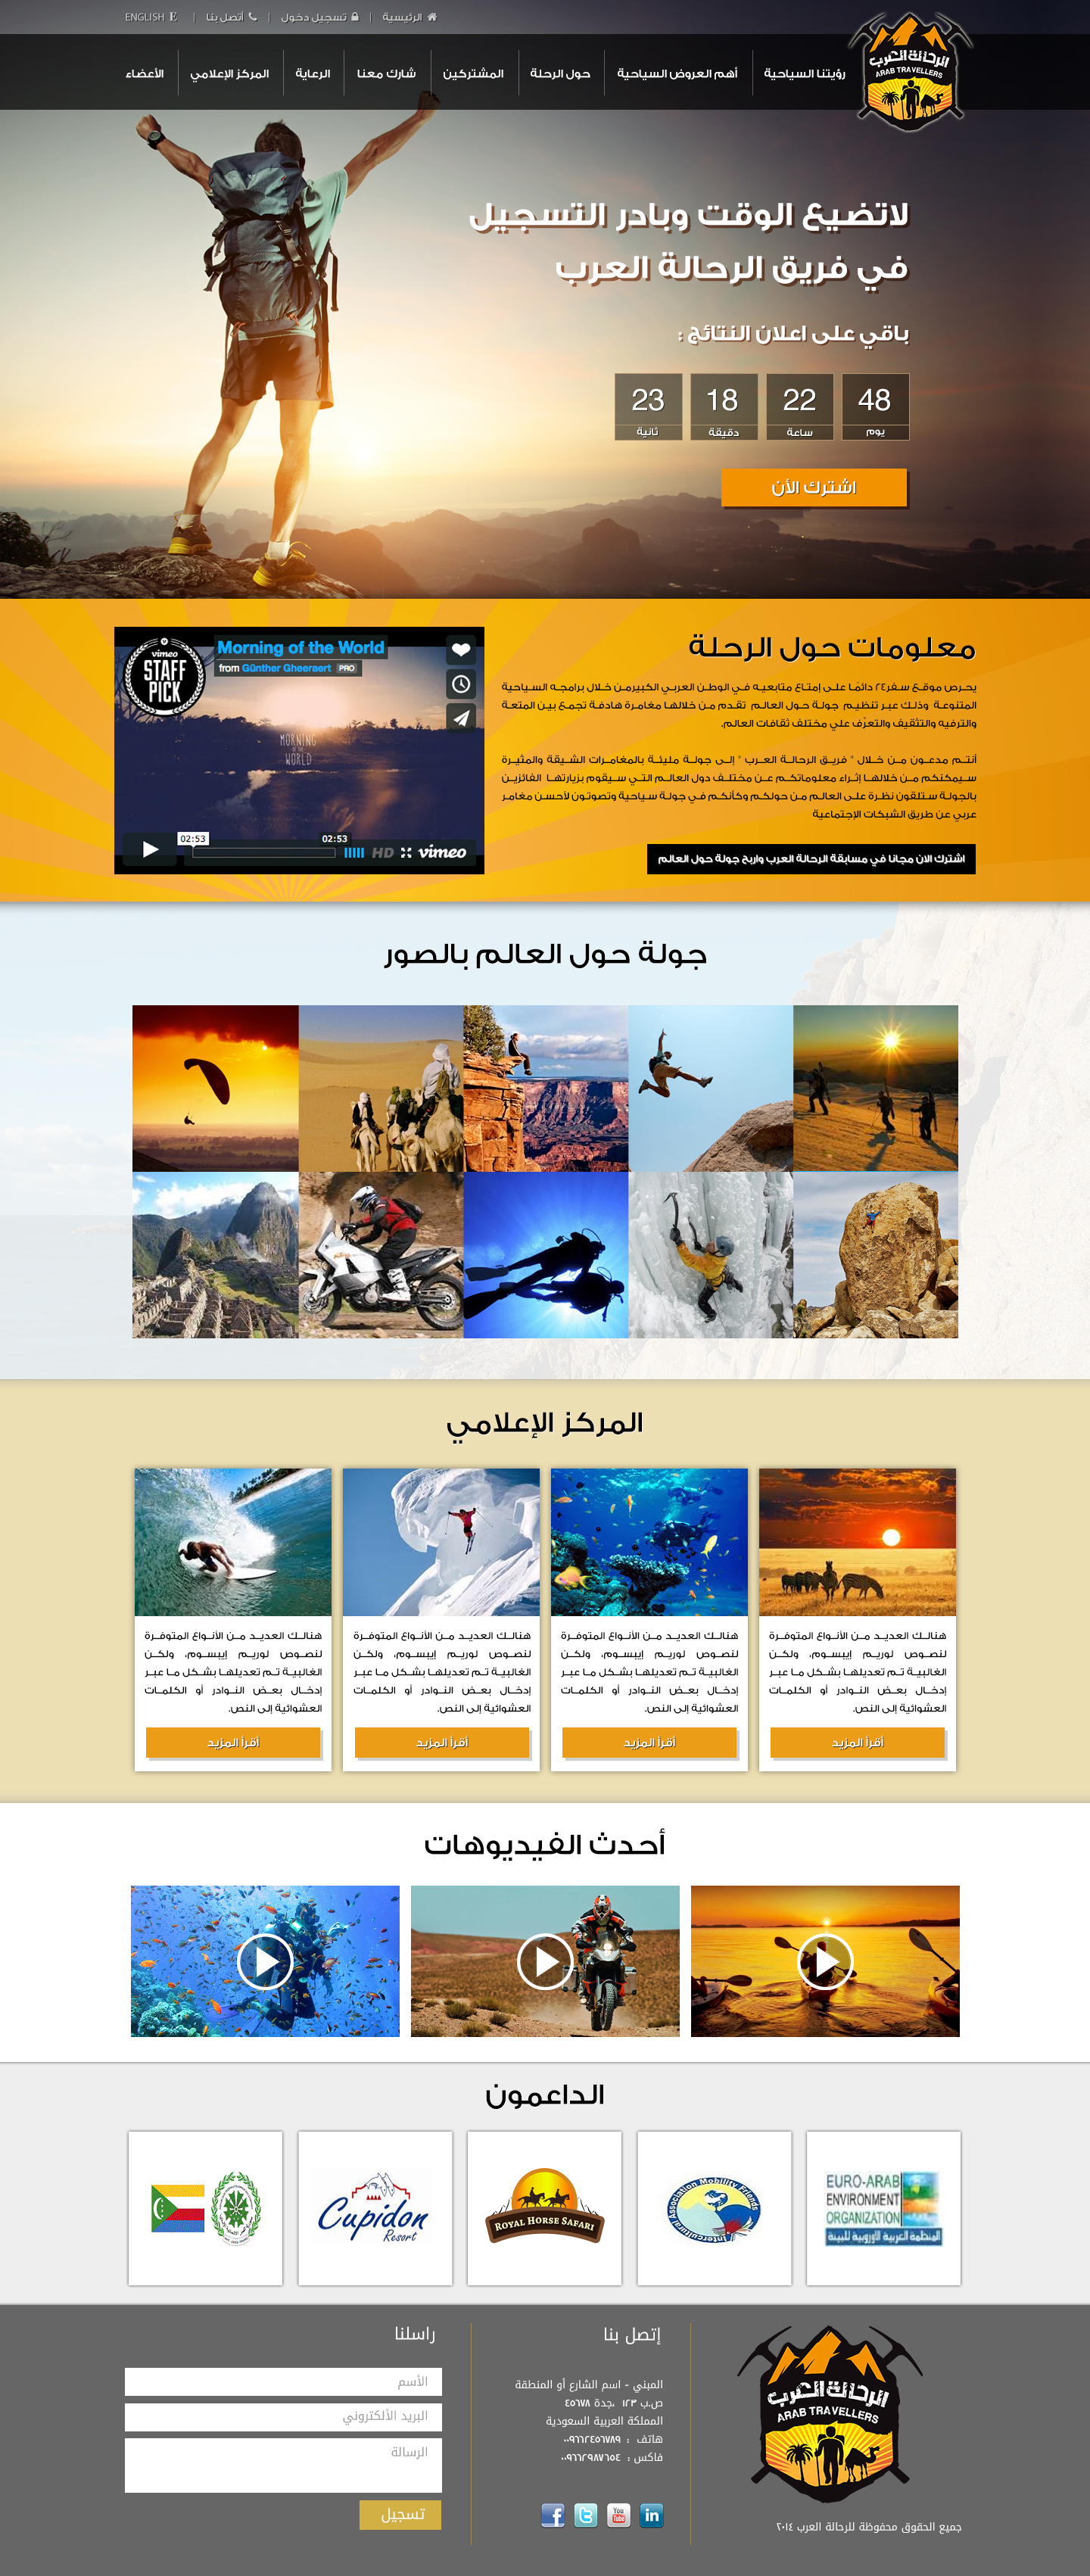 الرئيسية | تسجيل دخول | أتصل بنا | ENGLISH E
الرحالة العرب
ARAB TRAVELLERS
رؤيتنا السياحية
أهم العروض السياحية
حول الرحلة
المشتركين
شارك معنا
الرعاية
المركز الإعلامي
الأعضاء
لاتضيع الوقت وبادر التسجيل
في فريق الرحالة العرب
باقي على اعلان النتائج :
48 22 18 23
يوم ساعة دقيقة ثانية
اشترك الأن
معلومات حول الرحلة
يحرص موقع سفر٢٤ دائمًا على إمتاع متابعيه في الوطن العربي الكبيرمن خلال برامجه السياحية
المتنوعة وذلك عبر تنظيم جولة حول العالم تقدم من خلالها مغامرة هادفة تجمع بين المتعة
والترفيه والتثقيف والتعرّف علي مختلف ثقافات العالم.
أنتم مدعون من خلال " فريق الرحالة العرب " إلى جولة مليئة بالمغامرات الشيقة والمثيرة
سيمكنكم من خلالها إثراء معلوماتكم عن مختلف دول العالم التي سيقوم بزيارتها الفائزين
بالجولة ستلقون نظرة على العالم من حولكم وكأنكم في جولة سياحية وتصوتون لأحسن مغامر
عربي عن طريق الشبكات الإجتماعية
اشترك الان مجانا في مسابقة الرحالة العرب واربح جولة حول العالم
vimeo
STAFF
PICK
Morning of the World
from Günther Gheeraert PRO
MORNING
OF THE
WORLD
02:53 02:53
HD vimeo
جولة حول العالم بالصور
المركز الإعلامي
هنالك العديد من الأنواع المتوفرة
لنصوص لوريم إيبسوم، ولكن
الغالبية تم تعديلها بشكل ما عبر
إدخال بعض النوادر أو الكلمات
العشوائية إلى النص.
أقرأ المزيد
هنالك العديد من الأنواع المتوفرة
لنصوص لوريم إيبسوم، ولكن
الغالبية تم تعديلها بشكل ما عبر
إدخال بعض النوادر أو الكلمات
العشوائية إلى النص.
أقرأ المزيد
هنالك العديد من الأنواع المتوفرة
لنصوص لوريم إيبسوم، ولكن
الغالبية تم تعديلها بشكل ما عبر
إدخال بعض النوادر أو الكلمات
العشوائية إلى النص.
أقرأ المزيد
هنالك العديد من الأنواع المتوفرة
لنصوص لوريم إيبسوم، ولكن
الغالبية تم تعديلها بشكل ما عبر
إدخال بعض النوادر أو الكلمات
العشوائية إلى النص.
أقرأ المزيد
أحدث الفيديوهات
الداعمون
EURO-ARAB
ENVIRONMENT
ORGANIZATION
المنظمة العربية الأوروبية للبيئة
Intercultural Association Mobility Friends
ROYAL HORSE SAFARI
Cupidon
Resort
الرحالة العرب
ARAB TRAVELLERS
جميع الحقوق محفوظة للرحالة العرب ٢٠١٤
إتصل بنا
المبني - اسم الشارع أو المنطقة
ص.ب ١٢٣ ،جدة ٤٥٦٧٨
المملكة العربية السعودية
هاتف : ٠٠٩٦٦٢٤٥٦٧٨٩
فاكس : ٠٠٩٦٦٢٩٨٧٦٥٤
You
Tube
in
راسلنا
الأسم
البريد الألكتروني
الرسالة
تسجيل